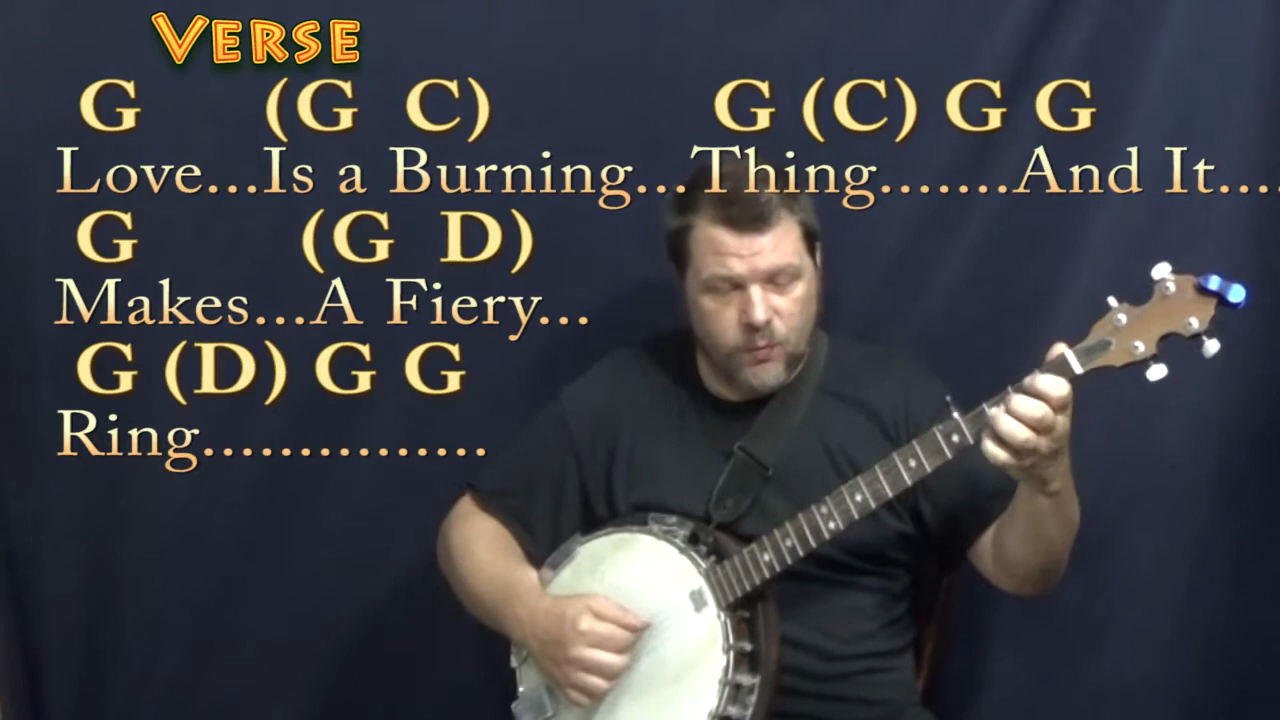 VERSE
G (G C) G (C) G G
Love...Is a Burning...Thing.......And It....
G (G D)
Makes...A Fiery...
G (D) G G
Ring...............